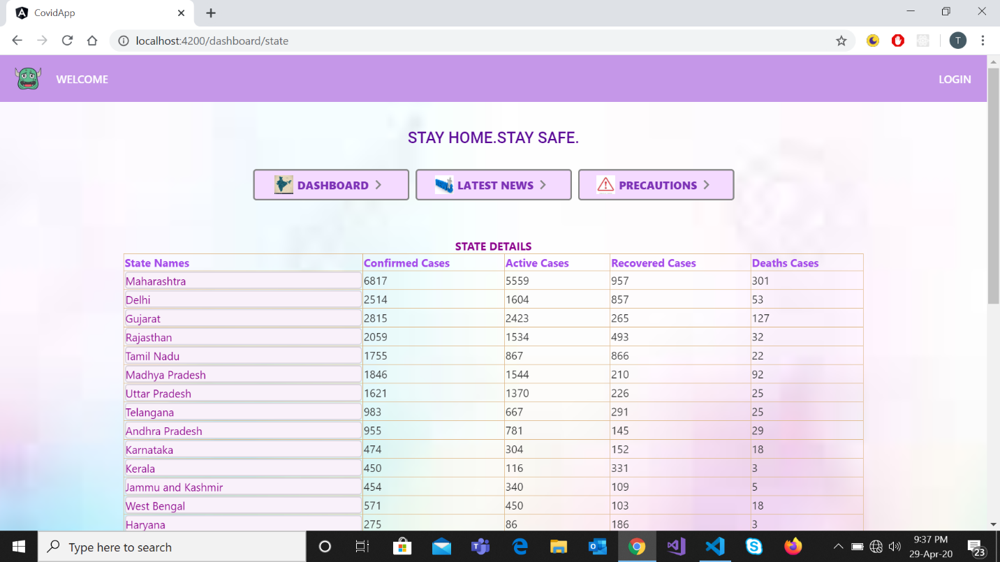 CovidApp
localhost:4200/dashboard/state
T
WELCOME
LOGIN
STAY HOME.STAY SAFE.
DASHBOARD
LATEST NEWS
PRECAUTIONS
STATE DETAILS
State Names Confirmed Cases Active Cases Recovered Cases Deaths Cases
Maharashtra 6817 5559 957 301
Delhi 2514 1604 857 53
Gujarat 2815 2423 265 127
Rajasthan 2059 1534 493 32
Tamil Nadu 1755 867 866 22
Madhya Pradesh 1846 1544 210 92
Uttar Pradesh 1621 1370 226 25
Telangana 983 667 291 25
Andhra Pradesh 955 781 145 29
Karnataka 474 304 152 18
Kerala 450 116 331 3
Jammu and Kashmir 454 340 109 5
West Bengal 571 450 103 18
Haryana 275 86 186 3
Type here to search
9:37 PM
29-Apr-20
23